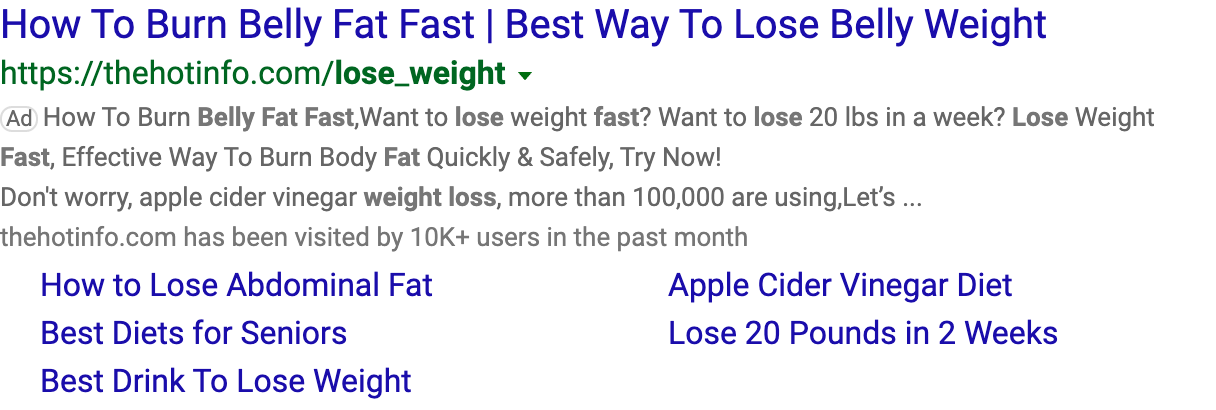 How To Burn Belly Fat Fast | Best Way To Lose Belly Weight
https://thehotinfo.com/lose_weight
Ad How To Burn Belly Fat Fast,Want to lose weight fast? Want to lose 20 lbs in a week? Lose Weight
Fast, Effective Way To Burn Body Fat Quickly & Safely, Try Now!
Don't worry, apple cider vinegar weight loss, more than 100,000 are using,Let’s ...
thehotinfo.com has been visited by 10K+ users in the past month
How to Lose Abdominal Fat
Apple Cider Vinegar Diet
Best Diets for Seniors
Lose 20 Pounds in 2 Weeks
Best Drink To Lose Weight